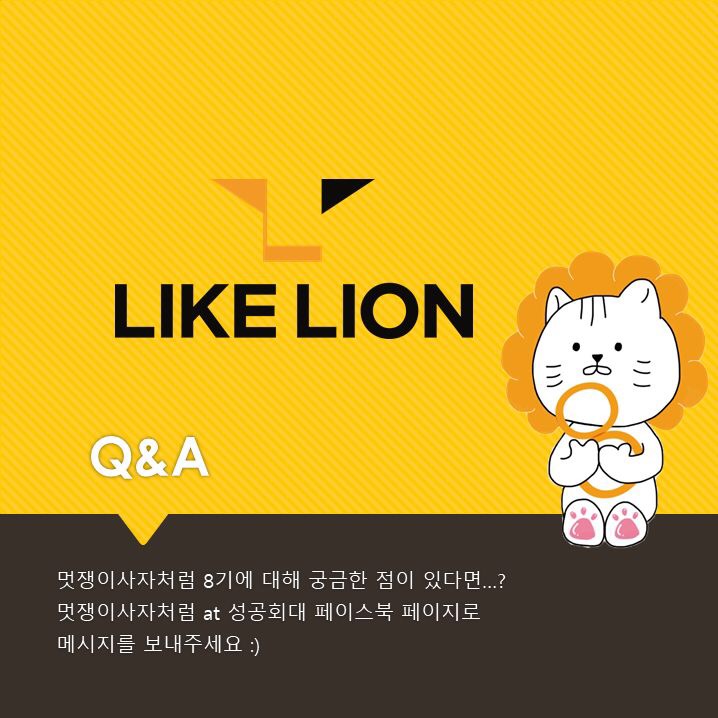 LIKE LION
Q&A
멋쟁이사자처럼 8기에 대해 궁금한 점이 있다면...?
멋쟁이사자처럼 at 성공회대 페이스북 페이지로
메시지를 보내주세요 :)